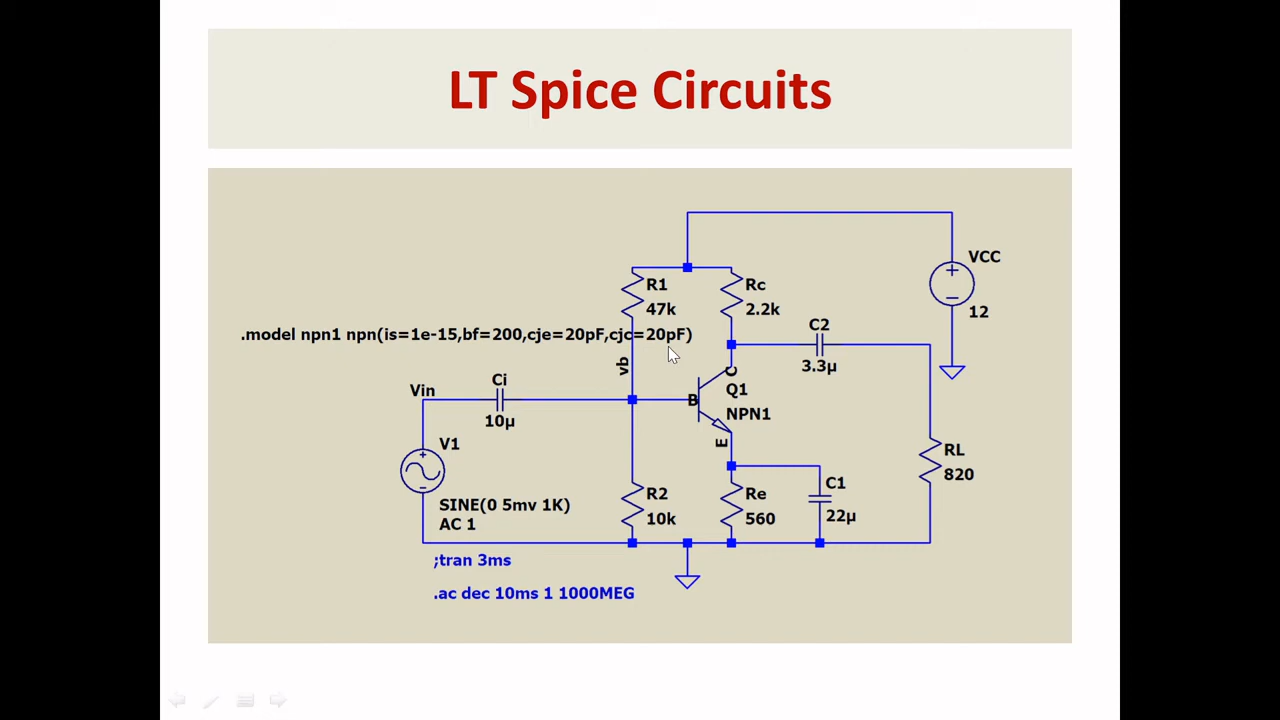 LT Spice Circuits
VCC
12
R1
47k
Rc
2.2k
.model npn1 npn(is=1e-15,bf=200,cje=20pF,cjc=20pF)
C2
3.3µ
vb
C
Q1
NPN1
B
E
Vin
Ci
10µ
V1
SINE(0 5mv 1K)
AC 1
R2
10k
Re
560
C1
22µ
RL
820
;tran 3ms
.ac dec 10ms 1 1000MEG